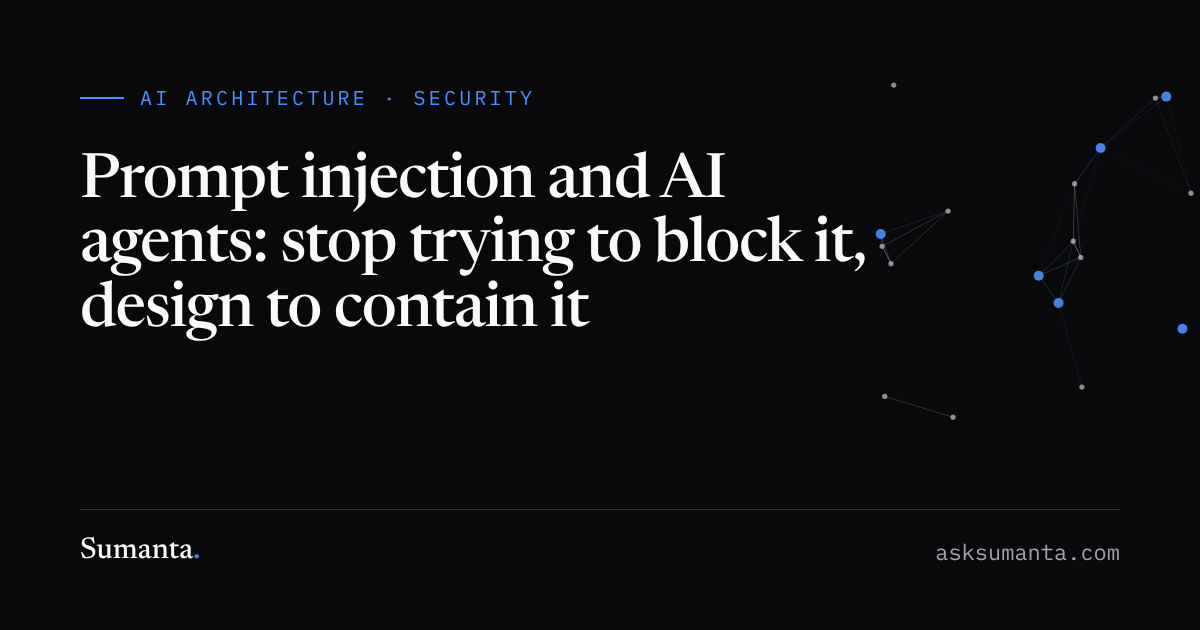 AI ARCHITECTURE · SECURITY
Prompt injection and AI
agents: stop trying to block it,
design to contain it
Sumanta.
asksumanta.com